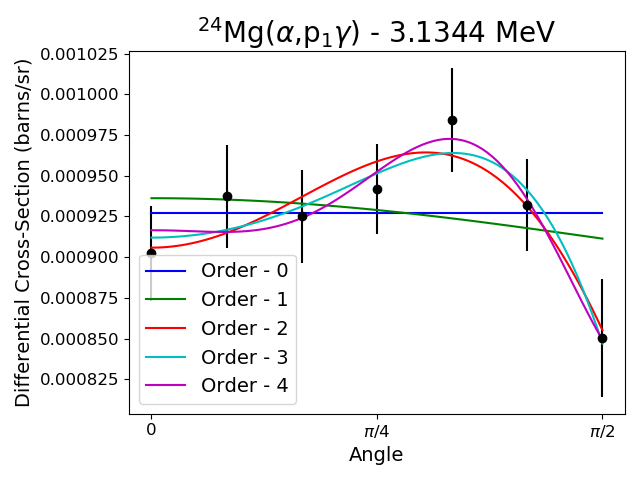 ²⁴Mg(α,p₁γ) - 3.1344 MeV
Differential Cross-Section (barns/sr)
0.001025
0.001000
0.000975
0.000950
0.000925
0.000900
0.000875
0.000850
0.000825
Order - 0
Order - 1
Order - 2
Order - 3
Order - 4
0 π/4 π/2
Angle